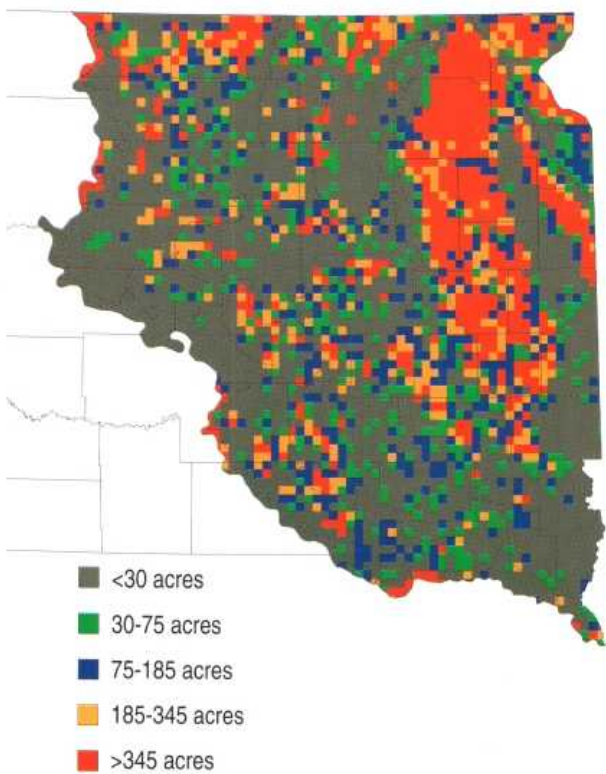 <30 acres
30-75 acres
75-185 acres
185-345 acres
>345 acres